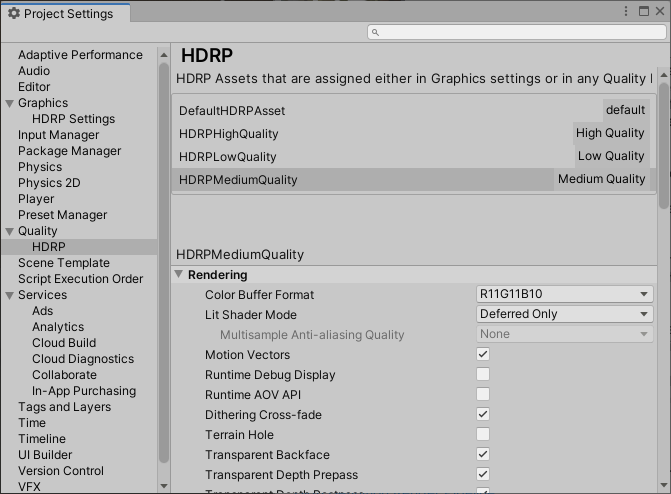 Project Settings
Adaptive Performance
Audio
Editor
Graphics
HDRP Settings
Input Manager
Package Manager
Physics
Physics 2D
Player
Preset Manager
Quality
HDRP
Scene Template
Script Execution Order
Services
Ads
Analytics
Cloud Build
Cloud Diagnostics
Collaborate
In-App Purchasing
Tags and Layers
Time
Timeline
UI Builder
Version Control
VFX
HDRP
HDRP Assets that are assigned either in Graphics settings or in any Quality
DefaultHDRPAsset default
HDRPHighQuality High Quality
HDRPLowQuality Low Quality
HDRPMediumQuality Medium Quality
HDRPMediumQuality
Rendering
Color Buffer Format R11G11B10
Lit Shader Mode Deferred Only
Multisample Anti-aliasing Quality None
Motion Vectors
Runtime Debug Display
Runtime AOV API
Dithering Cross-fade
Terrain Hole
Transparent Backface
Transparent Depth Prepass
Transparent Depth